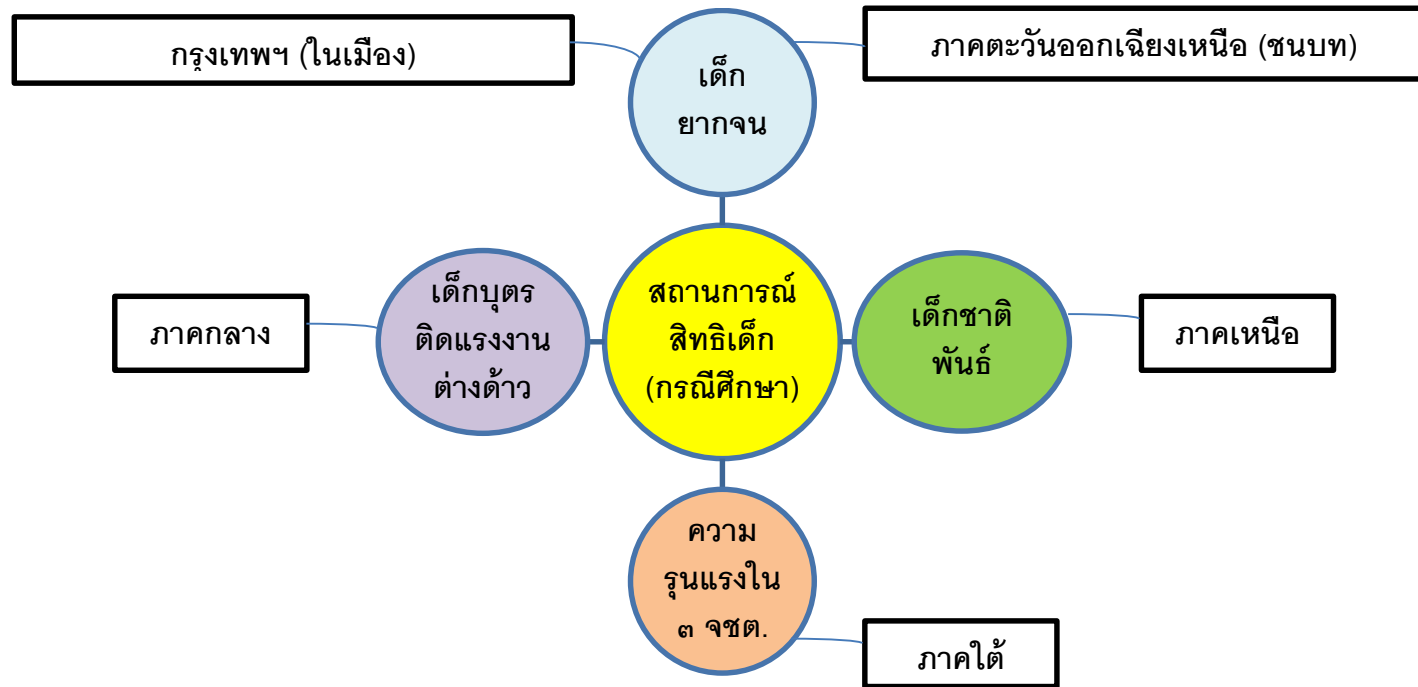 กรุงเทพฯ (ในเมือง)
ภาคตะวันออกเฉียงเหนือ (ชนบท)
เด็ก
ยากจน
ภาคกลาง
เด็กบุตร
ติดแรงงาน
ต่างด้าว
สถานการณ์
สิทธิเด็ก
(กรณีศึกษา)
เด็กชาติ
พันธ์
ภาคเหนือ
ความ
รุนแรงใน
๓ จชต.
ภาคใต้